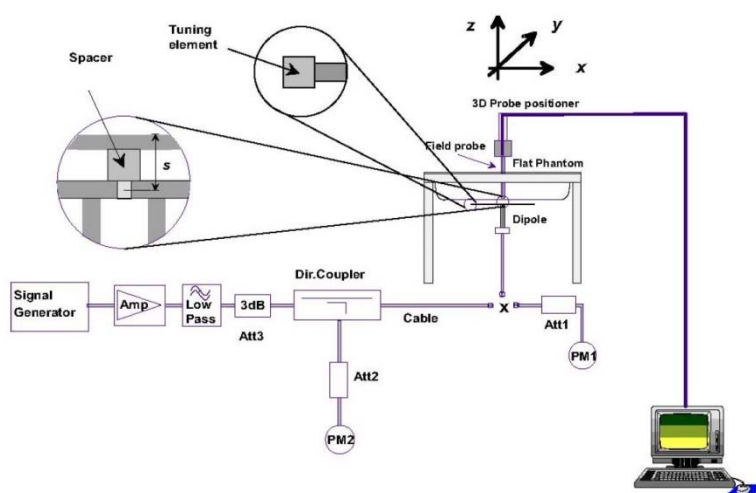 Tuning
element
Spacer
s
z
y
x
3D Probe positioner
Field probe
Flat Phantom
Dipole
Dir.Coupler
Signal
Generator
Amp
Low
Pass
3dB
Att3
Cable
x
Att1
PM1
Att2
PM2